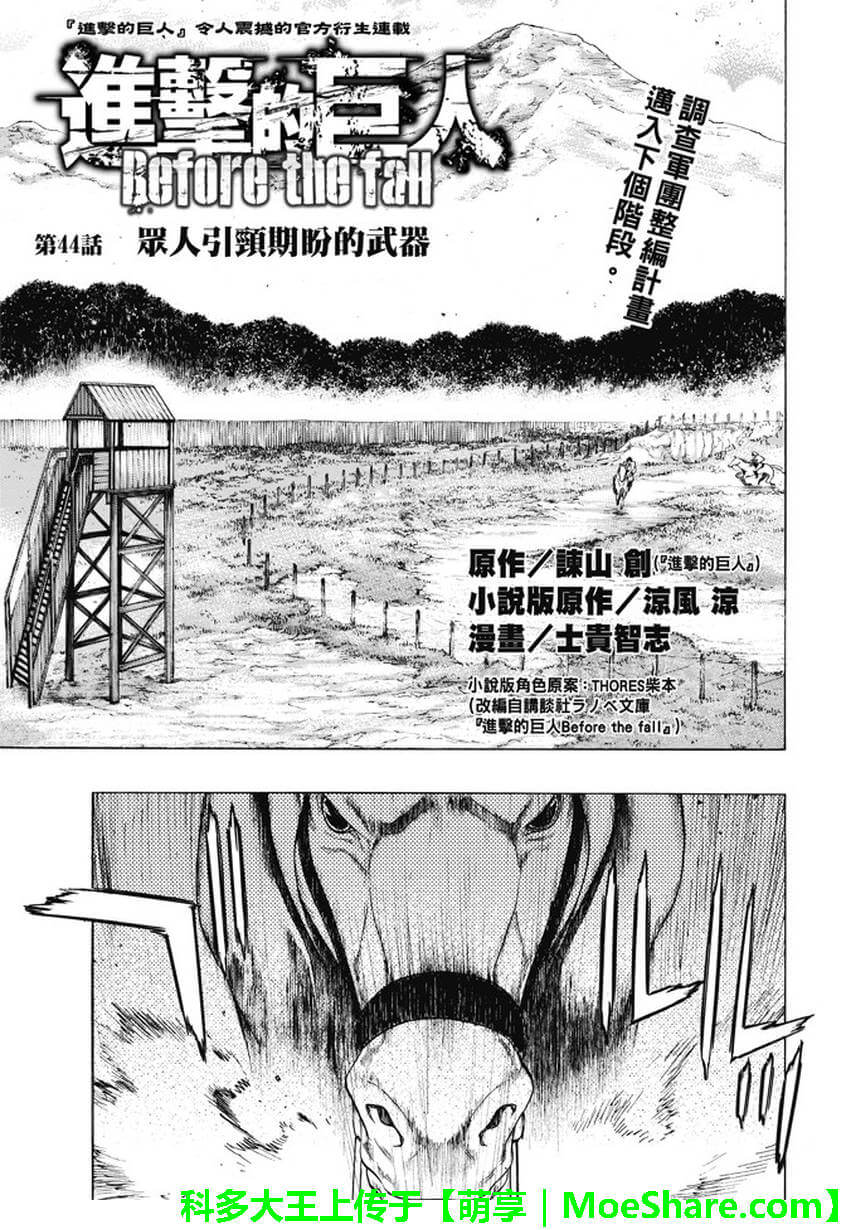 『進擊的巨人』令人震撼的官方衍生連載
進擊的巨人
Before the fall
第44話 眾人引頸期盼的武器
調查軍團整編計畫
邁入下個階段。
原作／諫山 創(『進擊的巨人』)
小說版原作／涼風 涼
漫畫／士貴智志
小說版角色原案：THORES柴本
(改編自講談社ラノベ文庫
『進擊的巨人Before the fall』)
ブルルル
科多大王上传于【萌享｜MoeShare.com】